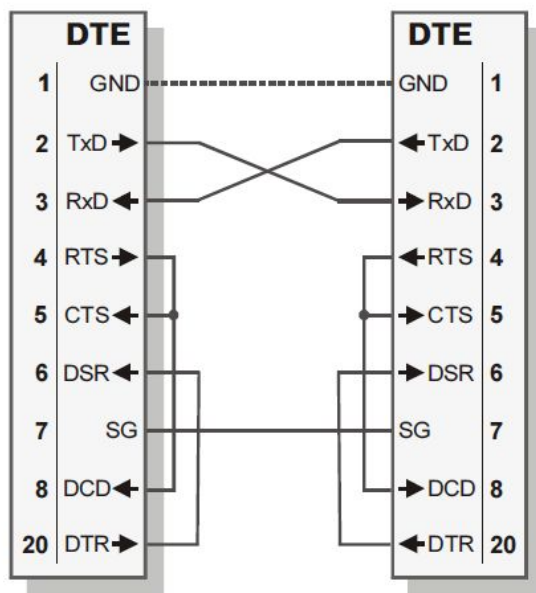 DTE DTE
1 GND GND 1
2 TxD TxD 2
3 RxD RxD 3
4 RTS RTS 4
5 CTS CTS 5
6 DSR DSR 6
7 SG SG 7
8 DCD DCD 8
20 DTR DTR 20